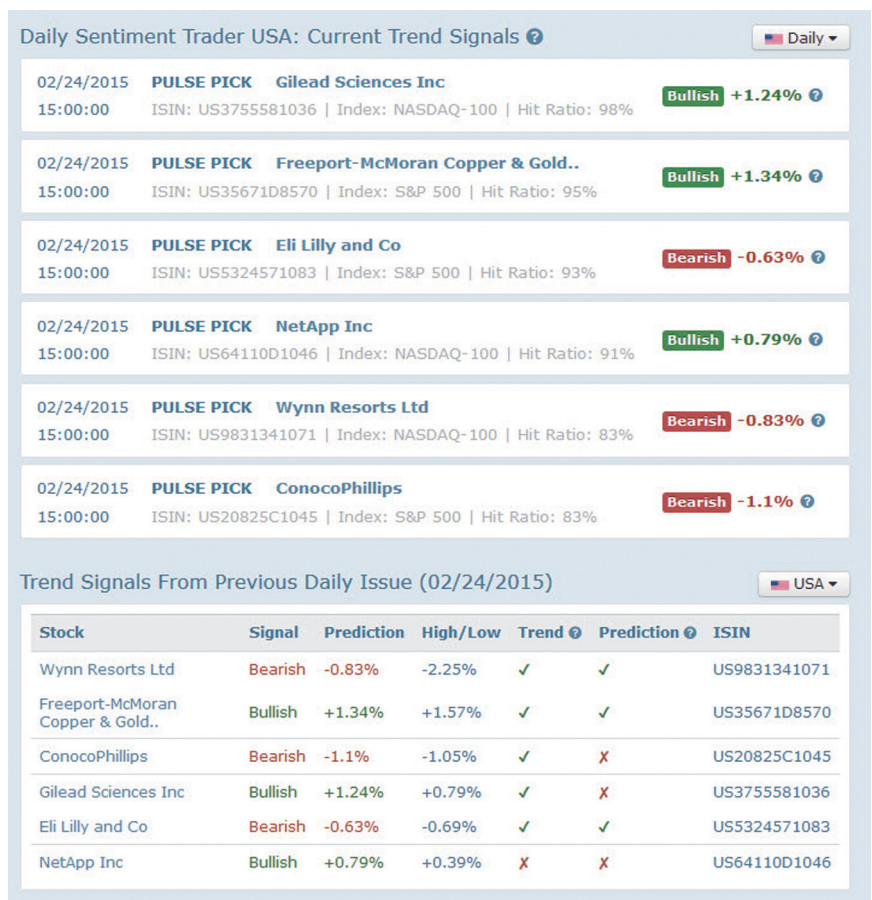 Daily Sentiment Trader USA: Current Trend Signals ?
Daily
02/24/2015 PULSE PICK Gilead Sciences Inc
Bullish +1.24% ?
15:00:00 ISIN: US3755581036 | Index: NASDAQ-100 | Hit Ratio: 98%
02/24/2015 PULSE PICK Freeport-McMoran Copper & Gold..
Bullish +1.34% ?
15:00:00 ISIN: US35671D8570 | Index: S&P 500 | Hit Ratio: 95%
02/24/2015 PULSE PICK Eli Lilly and Co
Bearish -0.63% ?
15:00:00 ISIN: US5324571083 | Index: S&P 500 | Hit Ratio: 93%
02/24/2015 PULSE PICK NetApp Inc
Bullish +0.79% ?
15:00:00 ISIN: US64110D1046 | Index: NASDAQ-100 | Hit Ratio: 91%
02/24/2015 PULSE PICK Wynn Resorts Ltd
Bearish -0.83% ?
15:00:00 ISIN: US9831341071 | Index: NASDAQ-100 | Hit Ratio: 83%
02/24/2015 PULSE PICK ConocoPhillips
Bearish -1.1% ?
15:00:00 ISIN: US20825C1045 | Index: S&P 500 | Hit Ratio: 83%
Trend Signals From Previous Daily Issue (02/24/2015)
USA
Stock Signal Prediction High/Low Trend ? Prediction ? ISIN
Wynn Resorts Ltd Bearish -0.83% -2.25% ✓ ✓ US9831341071
Freeport-McMoran
Copper & Gold.. Bullish +1.34% +1.57% ✓ ✓ US35671D8570
ConocoPhillips Bearish -1.1% -1.05% ✓ ✗ US20825C1045
Gilead Sciences Inc Bullish +1.24% +0.79% ✓ ✗ US3755581036
Eli Lilly and Co Bearish -0.63% -0.69% ✓ ✓ US5324571083
NetApp Inc Bullish +0.79% +0.39% ✗ ✗ US64110D1046